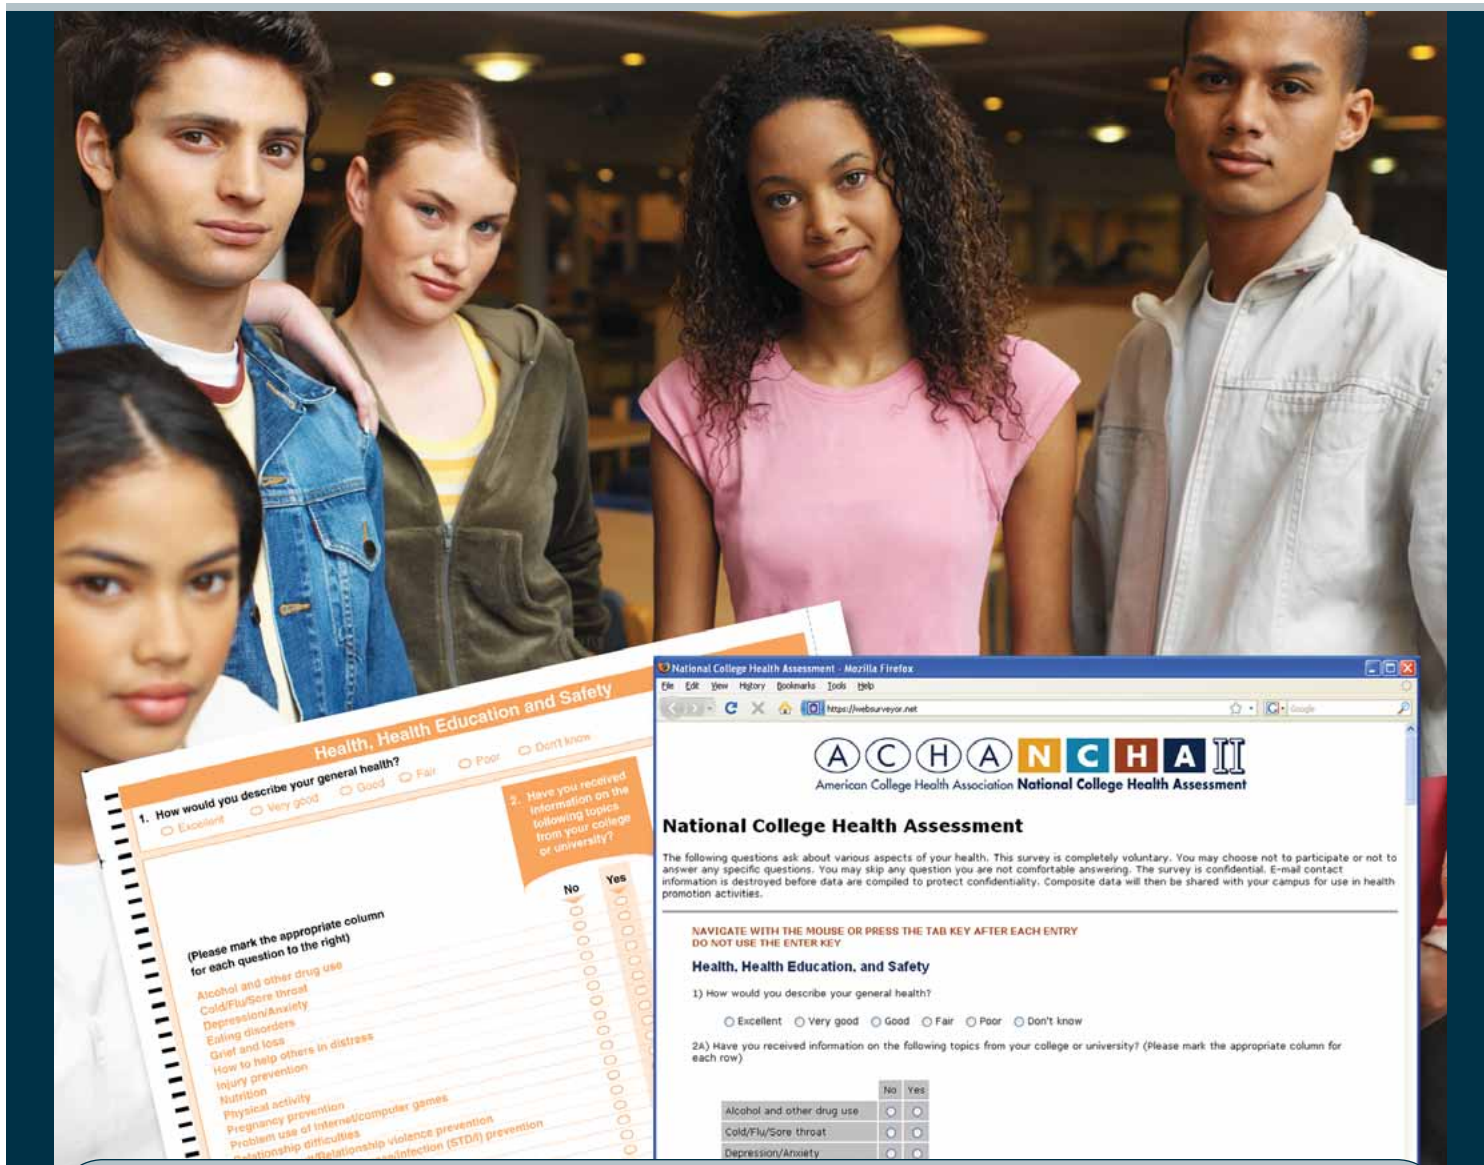 Health, Health Education and Safety
1. How would you describe your general health?
Excellent Very good Good Fair Poor Don't know
2. Have you received
information on the
following topics
from your college
or university?
No Yes
(Please mark the appropriate column
for each question to the right)
Alcohol and other drug use
Cold/Flu/Sore throat
Depression/Anxiety
Eating disorders
Grief and loss
How to help others in distress
Injury prevention
Nutrition
Physical activity
Pregnancy prevention
Problem use of Internet/computer games
Relationship difficulties
/Relationship violence prevention
/infection (STD/I) prevention
National College Health Assessment - Mozilla Firefox
File Edit View History Bookmarks Tools Help
https://websurveyor.net
Google
ACHA NCHA II
American College Health Association National College Health Assessment
National College Health Assessment
The following questions ask about various aspects of your health. This survey is completely voluntary. You may choose not to participate or not to
answer any specific questions. You may skip any question you are not comfortable answering. The survey is confidential. E-mail contact
information is destroyed before data are compiled to protect confidentiality. Composite data will then be shared with your campus for use in health
promotion activities.
NAVIGATE WITH THE MOUSE OR PRESS THE TAB KEY AFTER EACH ENTRY
DO NOT USE THE ENTER KEY
Health, Health Education, and Safety
1) How would you describe your general health?
Excellent Very good Good Fair Poor Don't know
2A) Have you received information on the following topics from your college or university? (Please mark the appropriate column for
each row)
No Yes
Alcohol and other drug use
Cold/Flu/Sore throat
Depression/Anxiety